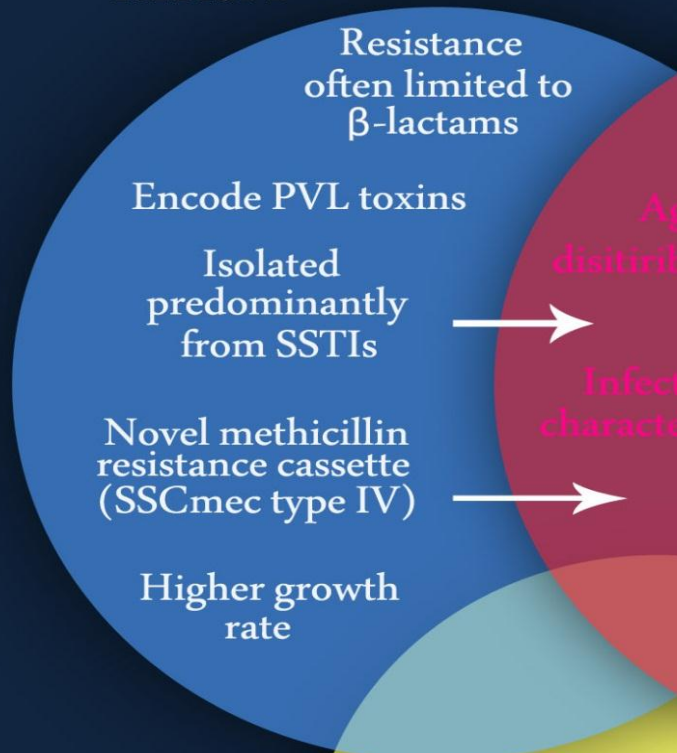 Resistance
often limited to
β-lactams
Encode PVL toxins
Isolated
predominantly
from SSTIs
Novel methicillin
resistance cassette
(SSCmec type IV)
Higher growth
rate